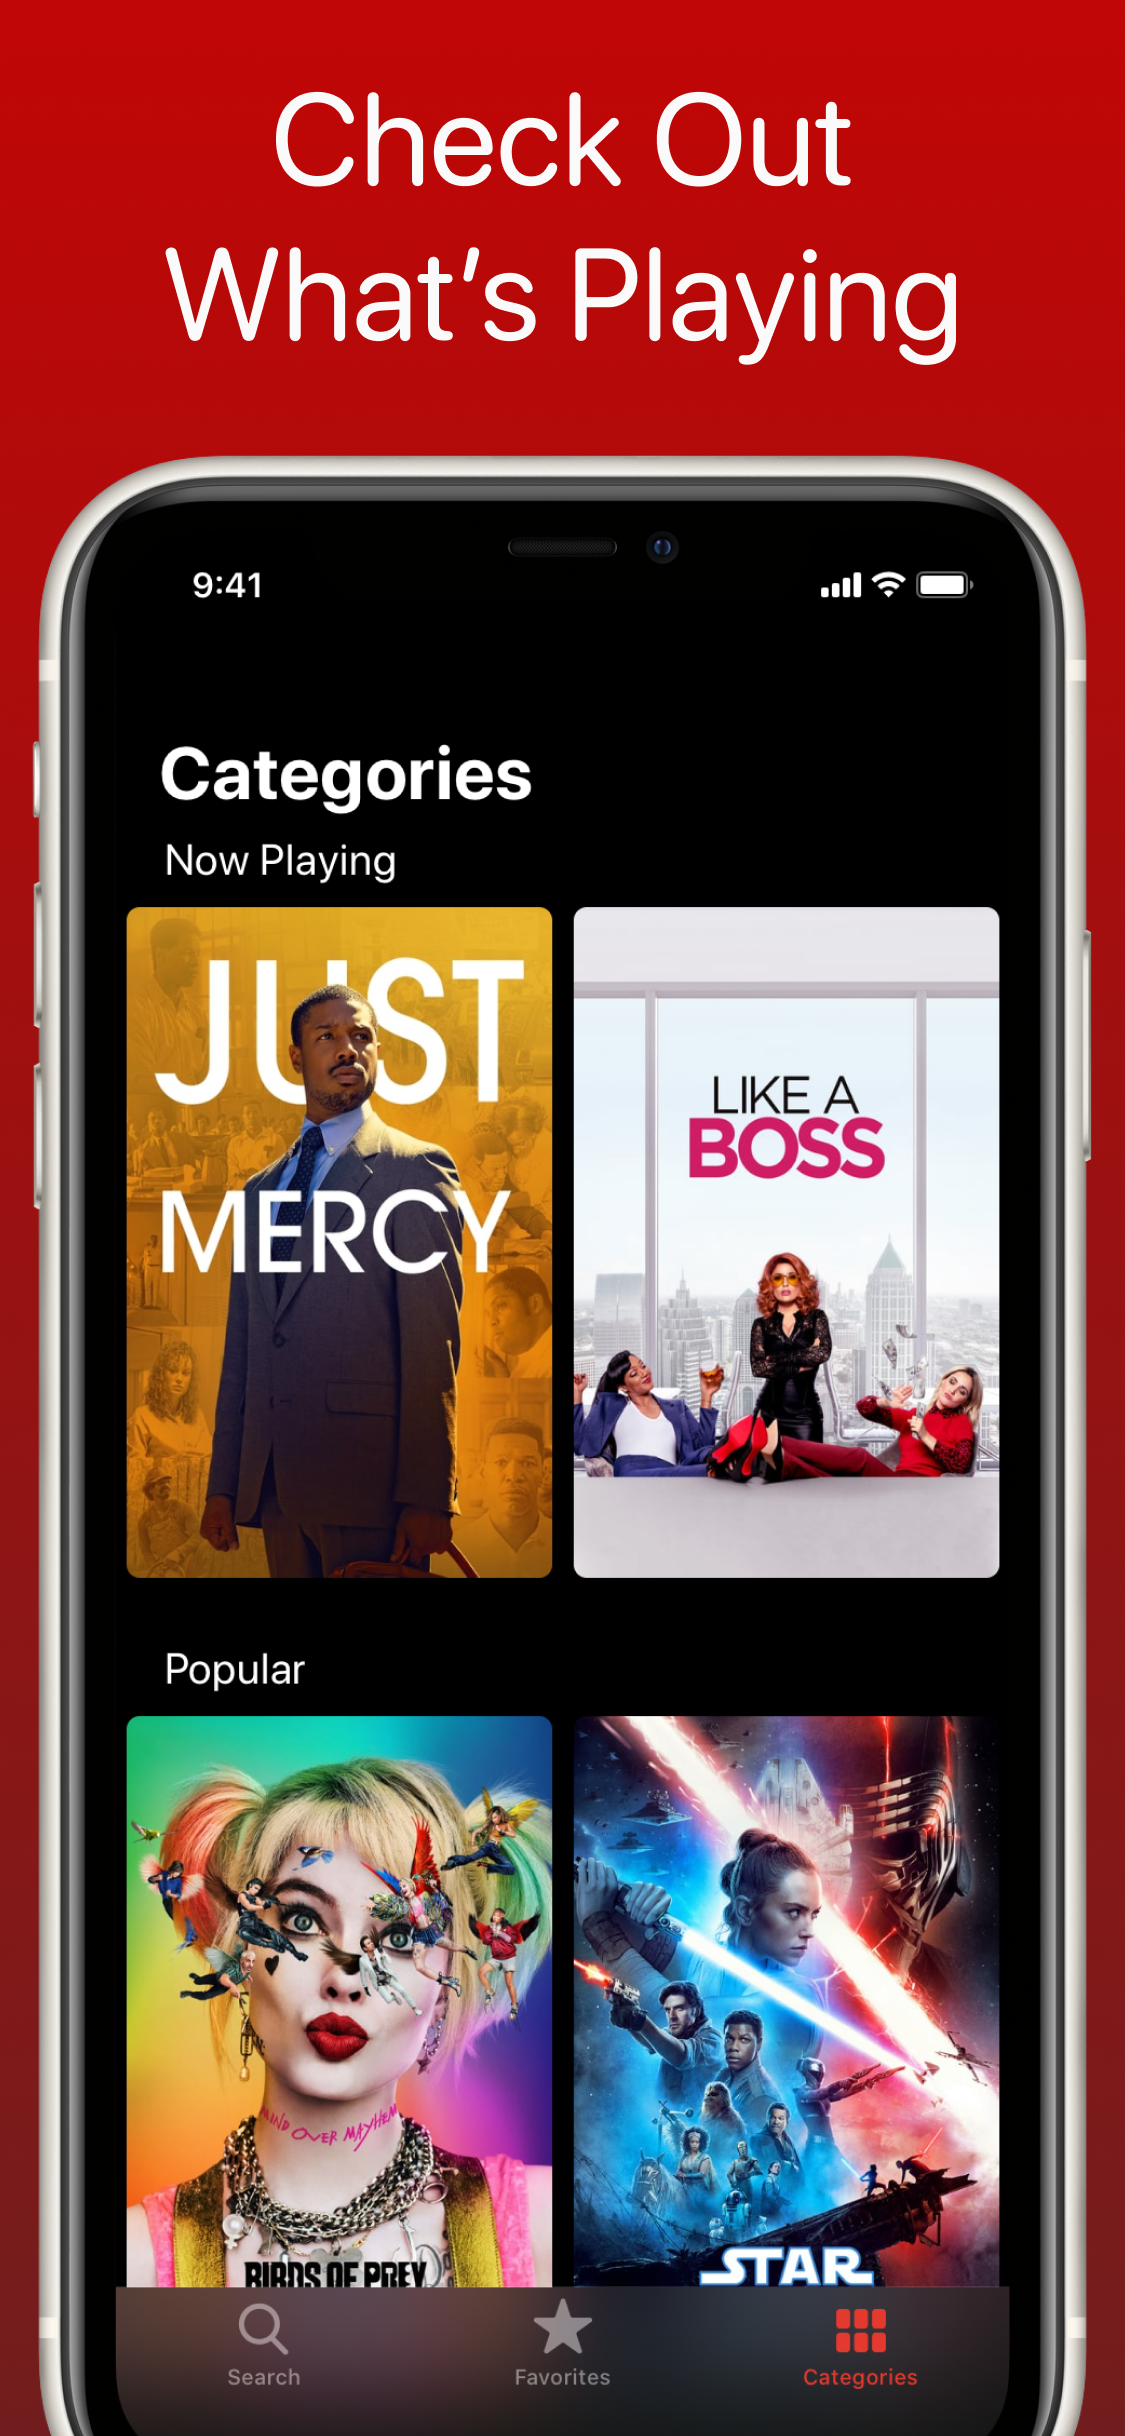 Check Out
What's Playing
9:41
Categories
Now Playing
JUST
MERCY
LIKE A
BOSS
Popular
MIND OVER MAYHEM
BIRDS OF PREY
STAR
Search
Favorites
Categories